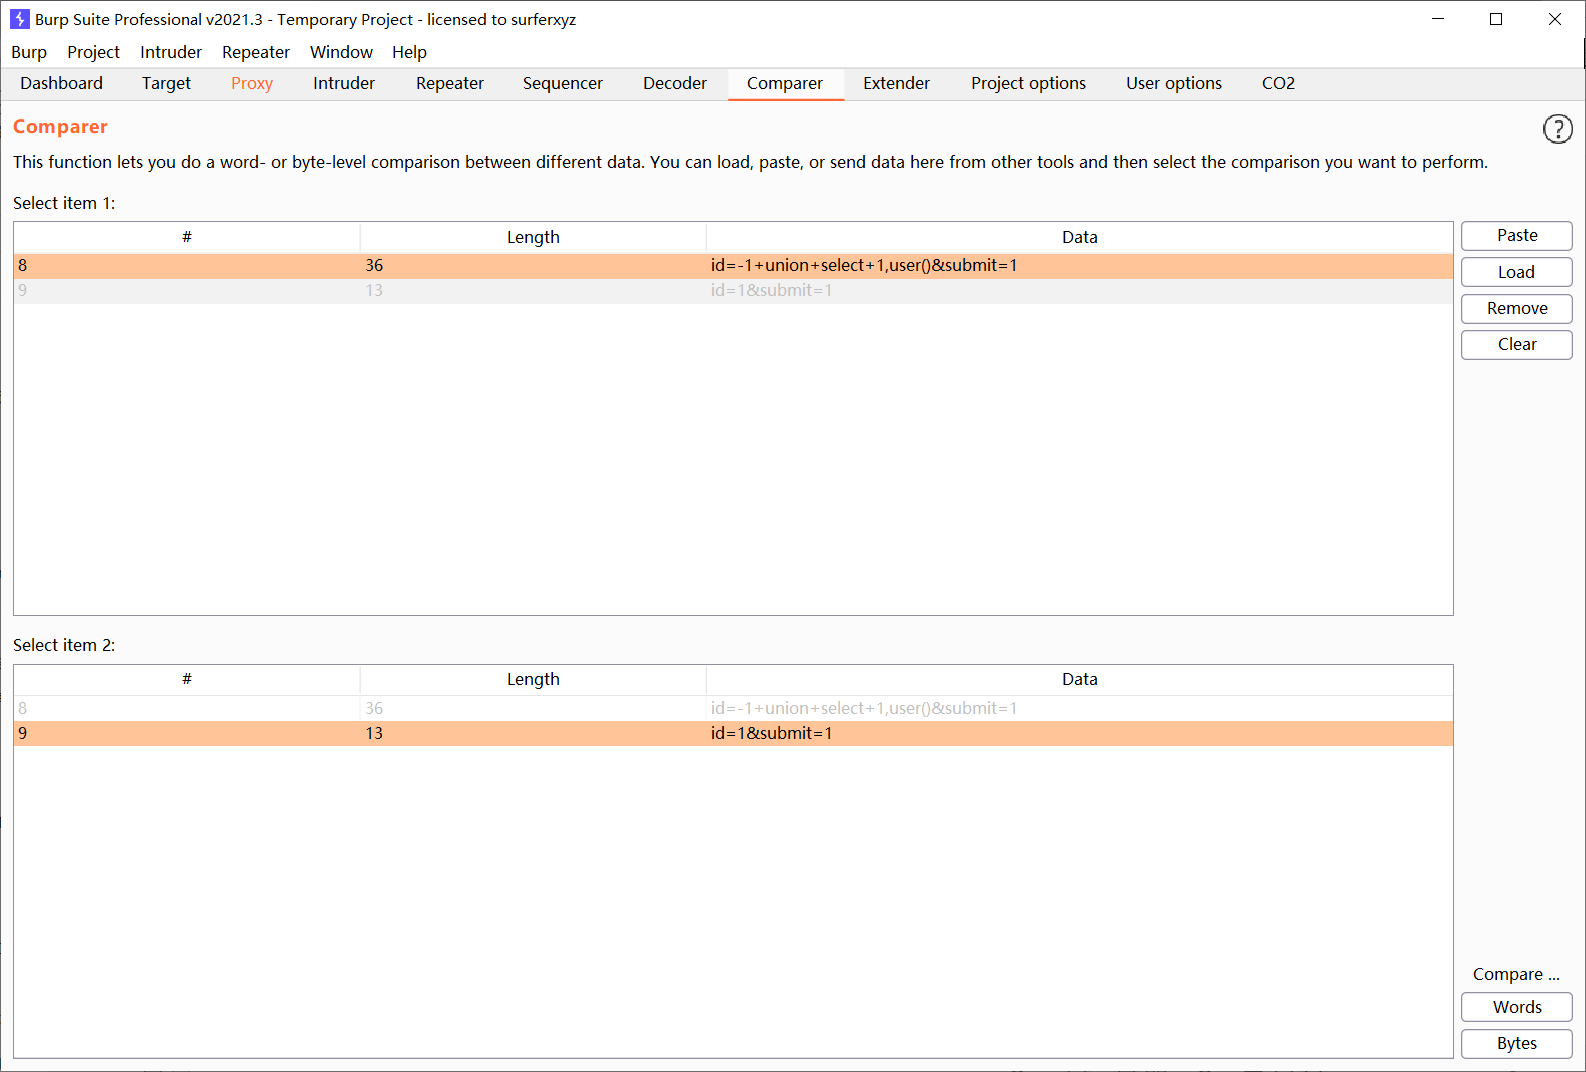 Burp Suite Professional v2021.3 - Temporary Project - licensed to surferxyz
Burp Project Intruder Repeater Window Help
Dashboard Target Proxy Intruder Repeater Sequencer Decoder Comparer Extender Project options User options CO2
Comparer
?
This function lets you do a word- or byte-level comparison between different data. You can load, paste, or send data here from other tools and then select the comparison you want to perform.
Select item 1:
# Length Data
Paste
8 36 id=-1+union+select+1,user()&submit=1
Load
9 13 id=1&submit=1
Remove
Clear
Select item 2:
# Length Data
8 36 id=-1+union+select+1,user()&submit=1
9 13 id=1&submit=1
Compare ...
Words
Bytes